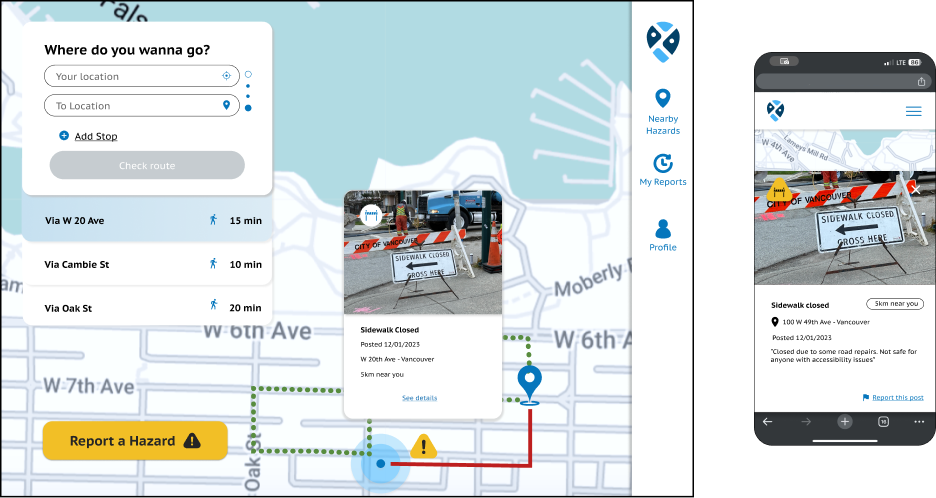 Where do you wanna go?
Your location
To Location
Add Stop
Check route
Via W 20 Ave 15 min
Via Cambie St 10 min
Via Oak St 20 min
W 6th Ave
W 7th Ave
Oak St
Report a Hazard
CITY OF VANCOUVER
SIDEWALK CLOSED
CROSS HERE
Sidewalk Closed
Posted 12/01/2023
W 20th Ave - Vancouver
5km near you
See details
Moberly
W 6th A
Nearby
Hazards
My Reports
Profile
LTE 86
Lameys Mill Rd
W 4th Ave
CITY OF VANCOUVER
SIDEWALK CLOSED
CROSS HERE
Sidewalk closed
5km near you
100 W 49th Ave - Vancouver
Posted 12/01/2023
"Closed due to some road repairs. Not safe for
anyone with accessibility issues"
Report this post